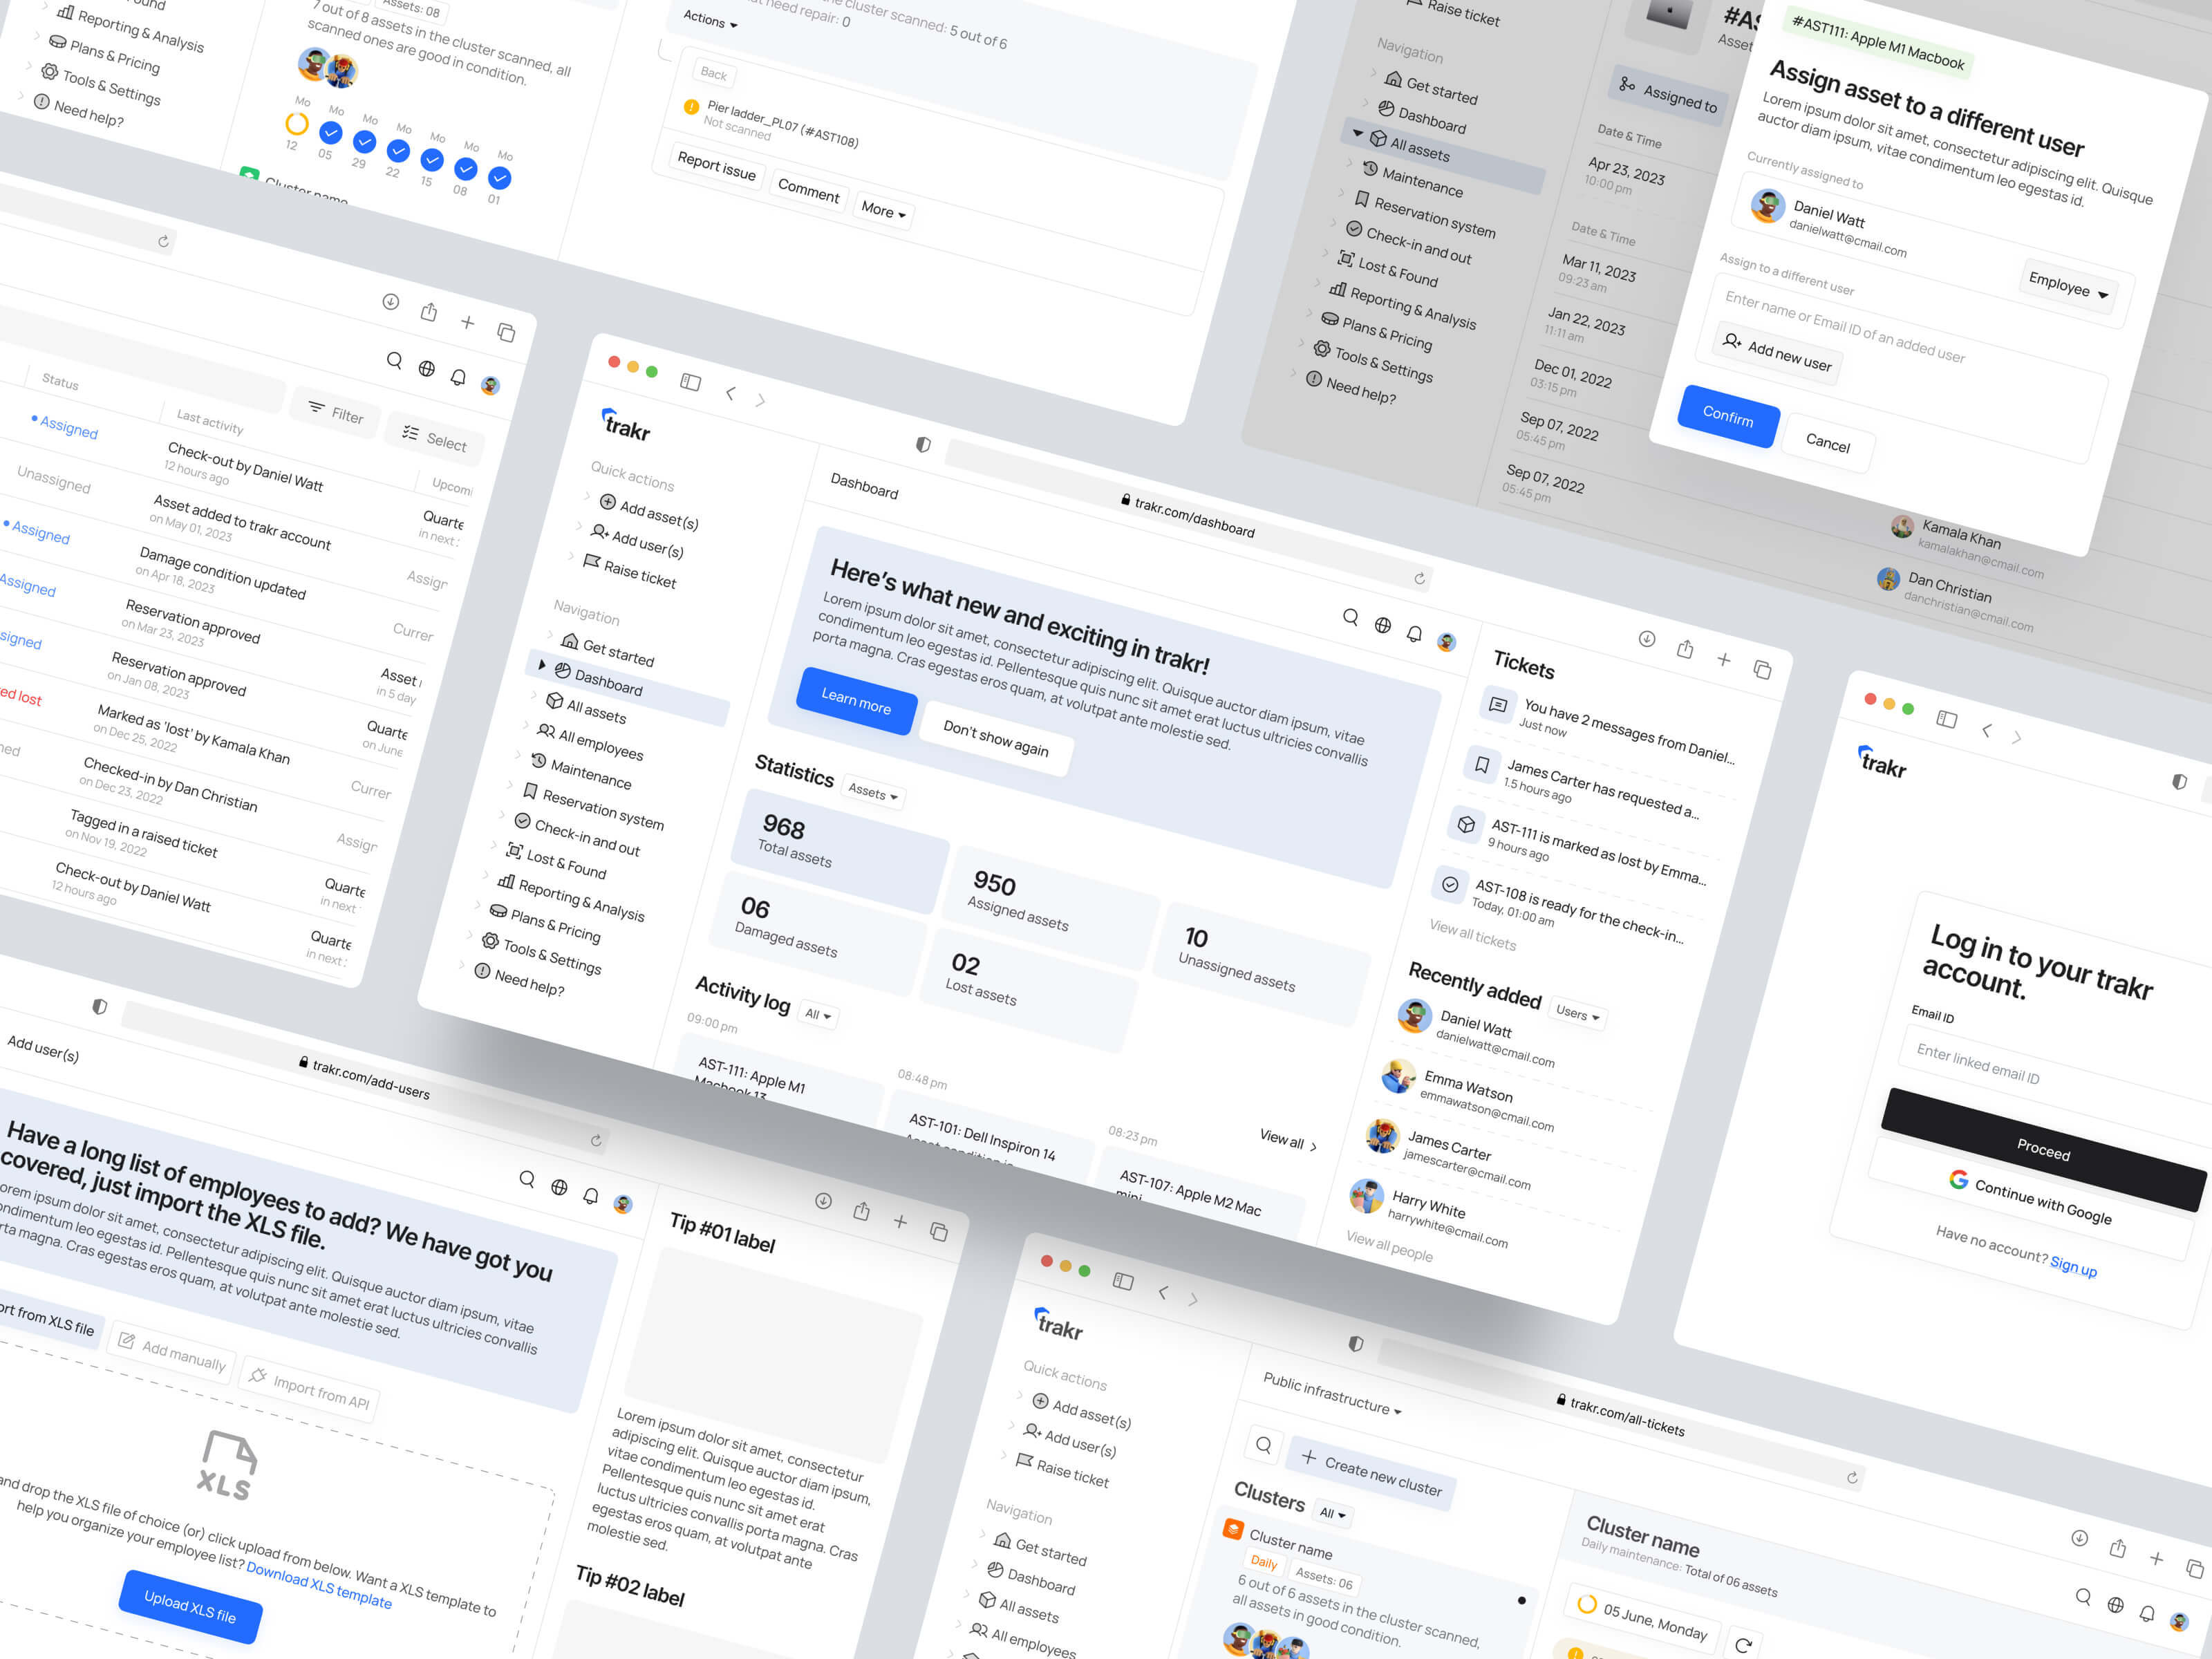 Reporting & Analysis
Plans & Pricing
Tools & Settings
Need help?
Assets: 08
7 out of 8 assets in the cluster scanned, all
scanned ones are good in condition.
Mo Mo Mo Mo Mo Mo Mo
12 05 29 22 15 08 01
Cluster name
the cluster scanned: 5 out of 6
need repair: 0
Actions
Back
Pier ladder_PL07 (#AST108)
Not scanned
Report issue
Comment
More
Raise ticket
Navigation
Get started
Dashboard
All assets
Maintenance
Reservation system
Check-in and out
Lost & Found
Reporting & Analysis
Plans & Pricing
Tools & Settings
Need help?
Assigned to
Date & Time
Apr 23, 2023
10:00 pm
Date & Time
Mar 11, 2023
09:23 am
Jan 22, 2023
11:11 am
Dec 01, 2022
03:15 pm
Sep 07, 2022
05:45 pm
Sep 07, 2022
05:45 pm
Kamala Khan
kamalakhan@cmail.com
Dan Christian
danchristian@cmail.com
#AST111: Apple M1 Macbook
Assign asset to a different user
Lorem ipsum dolor sit amet, consectetur adipiscing elit. Quisque
auctor diam ipsum, vitae condimentum leo egestas id.
Currently assigned to
Daniel Watt
danielwatt@cmail.com
Employee
Assign to a different user
Enter name or Email ID of an added user
Add new user
Confirm
Cancel
Filter
Select
Status
Last activity
Assigned
Check-out by Daniel Watt
12 hours ago
Unassigned
Asset added to trakr account
on May 01, 2023
Assigned
Damage condition updated
on Apr 18, 2023
Assigned
Reservation approved
on Mar 23, 2023
Reservation approved
on Jan 08, 2023
lost
Marked as 'lost' by Kamala Khan
on Dec 25, 2022
Checked-in by Dan Christian
on Dec 23, 2022
Tagged in a raised ticket
on Nov 19, 2022
Check-out by Daniel Watt
12 hours ago
trakr
Quick actions
Add asset(s)
Add user(s)
Raise ticket
Navigation
Get started
Dashboard
All assets
All employees
Maintenance
Reservation system
Check-in and out
Lost & Found
Reporting & Analysis
Plans & Pricing
Tools & Settings
Need help?
trakr.com/dashboard
Dashboard
Here's what new and exciting in trakr!
Lorem ipsum dolor sit amet, consectetur adipiscing elit. Quisque auctor diam ipsum, vitae
condimentum leo egestas id. Pellentesque quis nunc sit amet erat luctus ultricies convallis
porta magna. Cras egestas eros quam, at volutpat ante molestie sed.
Learn more
Don't show again
Statistics
Assets
968
Total assets
950
Assigned assets
10
Unassigned assets
06
Damaged assets
02
Lost assets
Activity log
All
View all
09:00 pm
AST-111: Apple M1
Macbook 13
08:48 pm
AST-101: Dell Inspiron 14
08:23 pm
AST-107: Apple M2 Mac
mini
Tickets
You have 2 messages from Daniel...
Just now
James Carter has requested a...
1.5 hours ago
AST-111 is marked as lost by Emma...
9 hours ago
AST-108 is ready for the check-in...
Today, 01:00 am
View all tickets
Recently added
Users
Daniel Watt
danielwatt@cmail.com
Emma Watson
emmawatson@cmail.com
James Carter
jamescarter@cmail.com
Harry White
harrywhite@cmail.com
View all people
trakr
Log in to your trakr
account.
Email ID
Enter linked email ID
Proceed
Continue with Google
Have no account? Sign up
trakr.com/add-users
Add user(s)
Have a long list of employees to add? We have got you
covered, just import the XLS file.
Lorem ipsum dolor sit amet, consectetur adipiscing elit. Quisque auctor diam ipsum, vitae
condimentum leo egestas id. Pellentesque quis nunc sit amet erat luctus ultricies convallis
porta magna. Cras egestas eros quam, at volutpat ante molestie sed.
from XLS file
Add manually
Import from API
XLS
and drop the XLS file of choice (or) click upload from below. Want a XLS template to
help you organize your employee list? Download XLS template
Upload XLS file
Tip #01 label
Lorem ipsum dolor sit amet, consectetur
adipiscing elit. Quisque auctor diam ipsum,
vitae condimentum leo egestas id.
Pellentesque quis nunc sit amet erat
luctus ultricies convallis porta magna. Cras
egestas eros quam, at volutpat ante
molestie sed.
Tip #02 label
trakr
Quick actions
Add asset(s)
Add user(s)
Raise ticket
Navigation
Get started
Dashboard
All assets
All employees
trakr.com/all-tickets
Public infrastructure
Create new cluster
Clusters
All
Cluster name
Daily
Assets: 06
6 out of 6 assets in the cluster scanned,
all assets in good condition.
Cluster name
Daily maintenance: Total of 06 assets
05 June, Monday